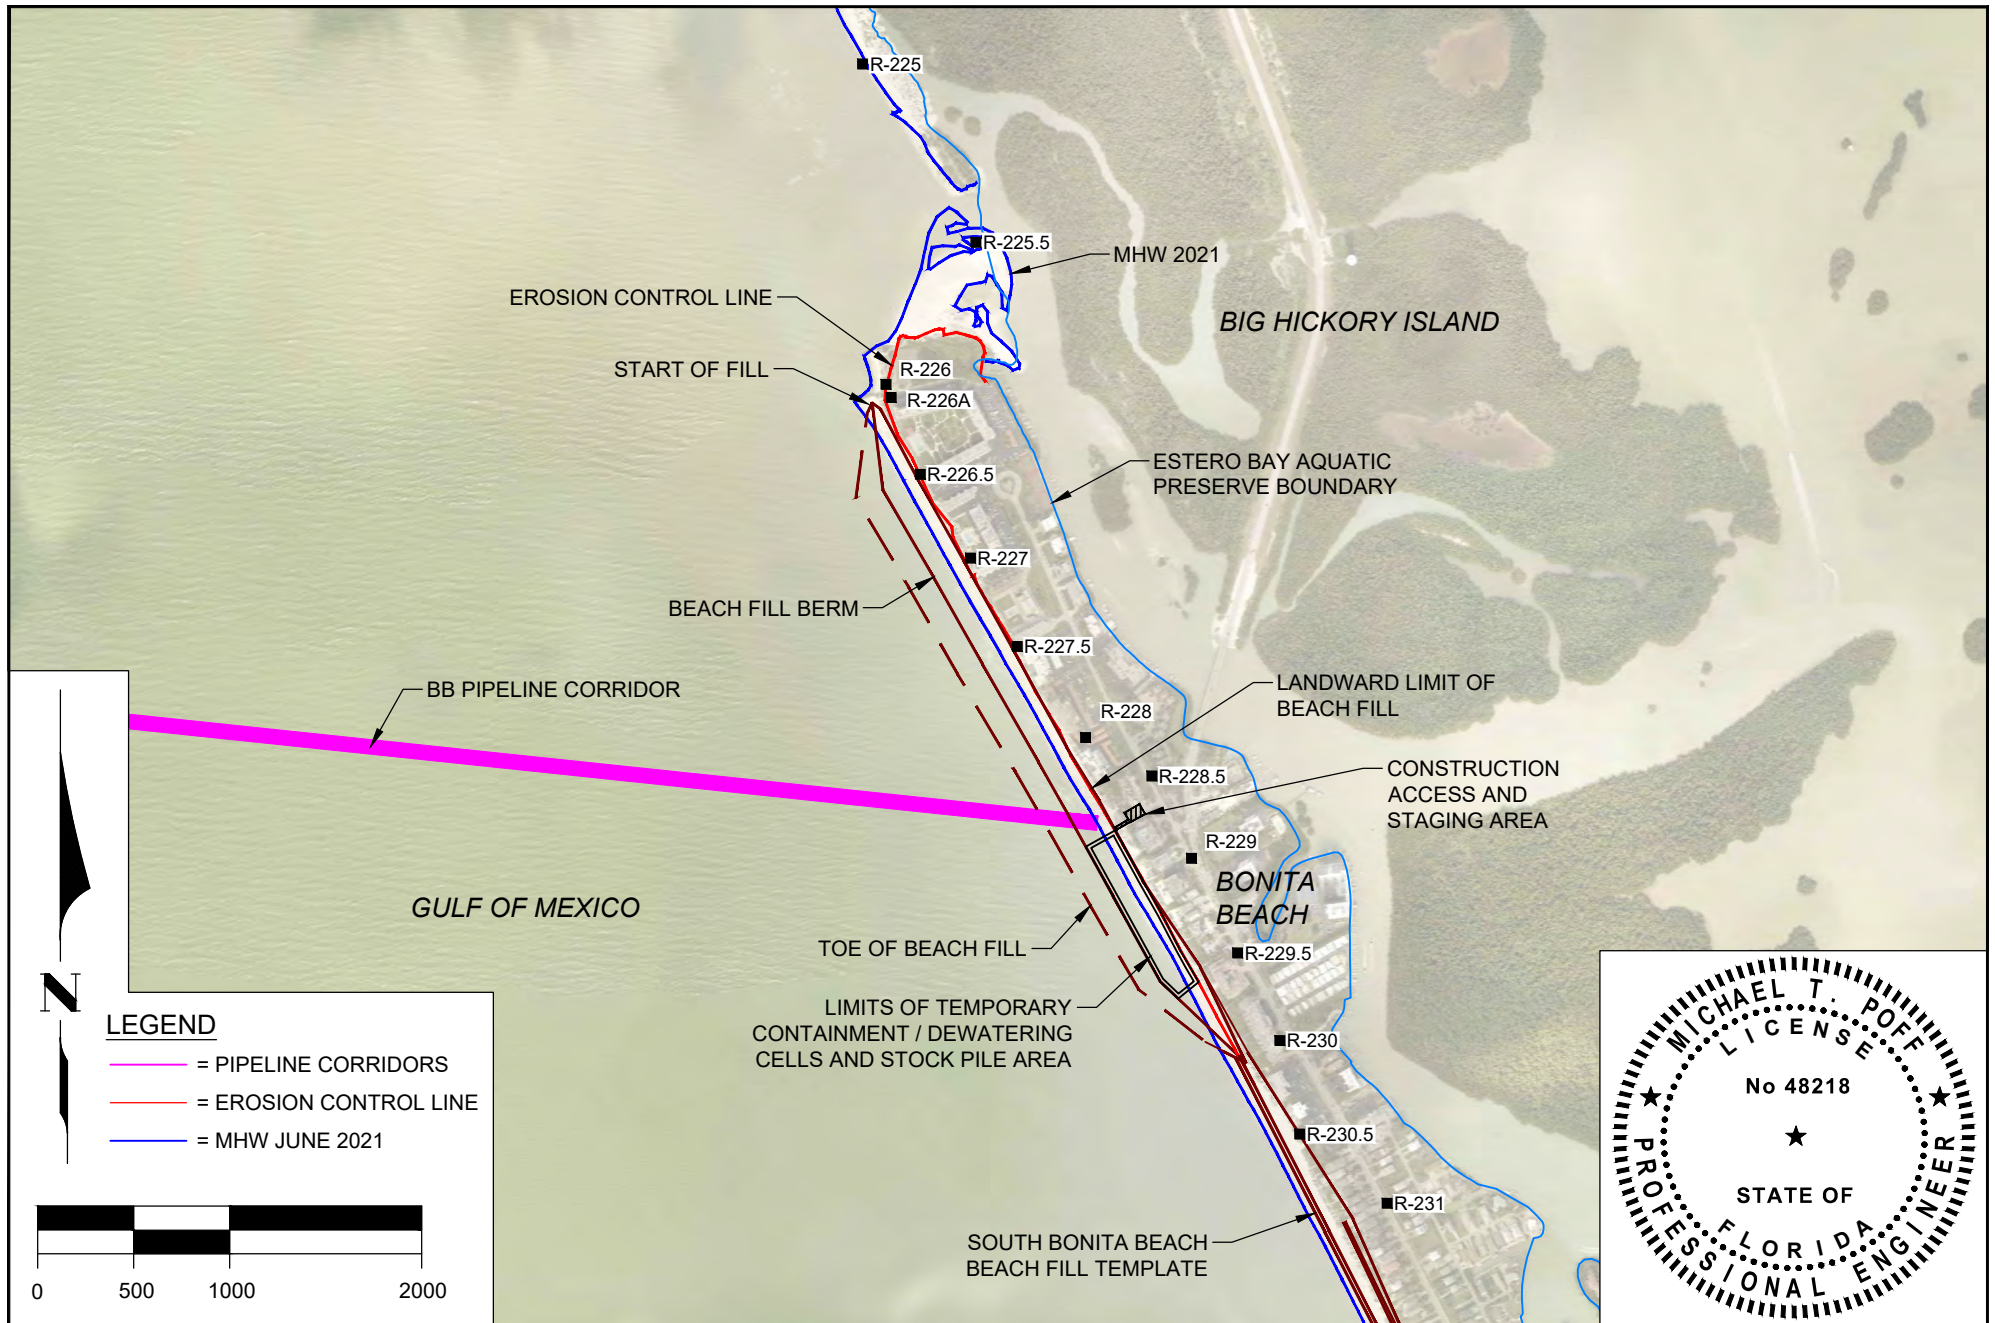 R-225
R-225.5
MHW 2021
EROSION CONTROL LINE
BIG HICKORY ISLAND
START OF FILL
R-226
R-226A
ESTERO BAY AQUATIC
PRESERVE BOUNDARY
R-226.5
R-227
BEACH FILL BERM
R-227.5
BB PIPELINE CORRIDOR
LANDWARD LIMIT OF
BEACH FILL
R-228
R-228.5
CONSTRUCTION
ACCESS AND
STAGING AREA
R-229
BONITA
BEACH
GULF OF MEXICO
TOE OF BEACH FILL
R-229.5
LIMITS OF TEMPORARY
CONTAINMENT / DEWATERING
CELLS AND STOCK PILE AREA
R-230
R-230.5
R-231
SOUTH BONITA BEACH
BEACH FILL TEMPLATE
N
LEGEND
= PIPELINE CORRIDORS
= EROSION CONTROL LINE
= MHW JUNE 2021
0 500 1000 2000
MICHAEL T. POFF
LICENSE
No 48218
STATE OF
FLORIDA
PROFESSIONAL ENGINEER